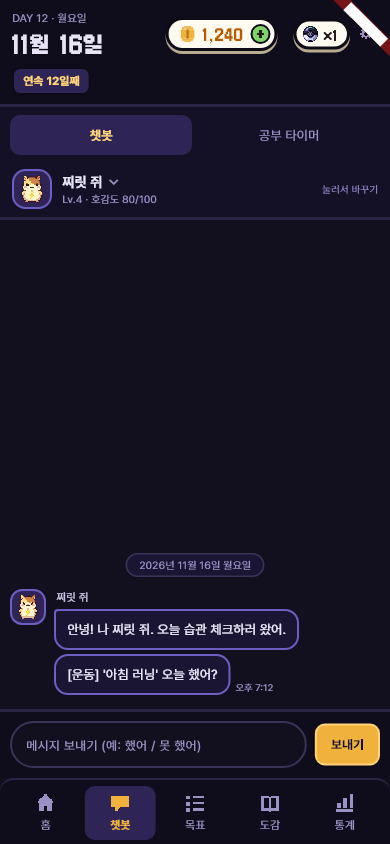 DAY 12 · 월요일
11월 16일
1,240
×1
연속 12일째
챗봇
공부 타이머
찌릿 쥐
Lv.4 · 호감도 80/100
눌러서 바꾸기
2026년 11월 16일 월요일
찌릿 쥐
안녕! 나 찌릿 쥐. 오늘 습관 체크하러 왔어.
[운동] '아침 러닝' 오늘 했어?
오후 7:12
메시지 보내기 (예: 했어 / 못 했어)
보내기
홈
챗봇
목표
도감
통계